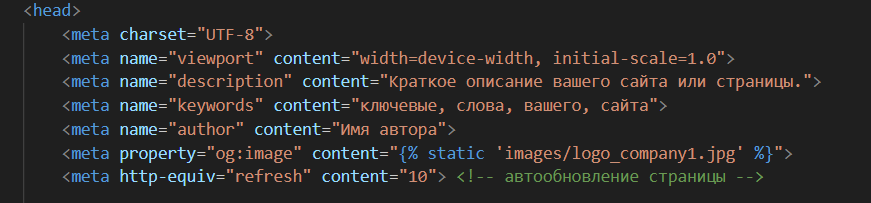 <head>
<meta charset="UTF-8">
<meta name="viewport" content="width=device-width, initial-scale=1.0">
<meta name="description" content="Краткое описание вашего сайта или страницы.">
<meta name="keywords" content="ключевые, слова, вашего, сайта">
<meta name="author" content="Имя автора">
<meta property="og:image" content="{% static 'images/logo_company1.jpg' %}">
<meta http-equiv="refresh" content="10"> <!-- автообновление страницы -->